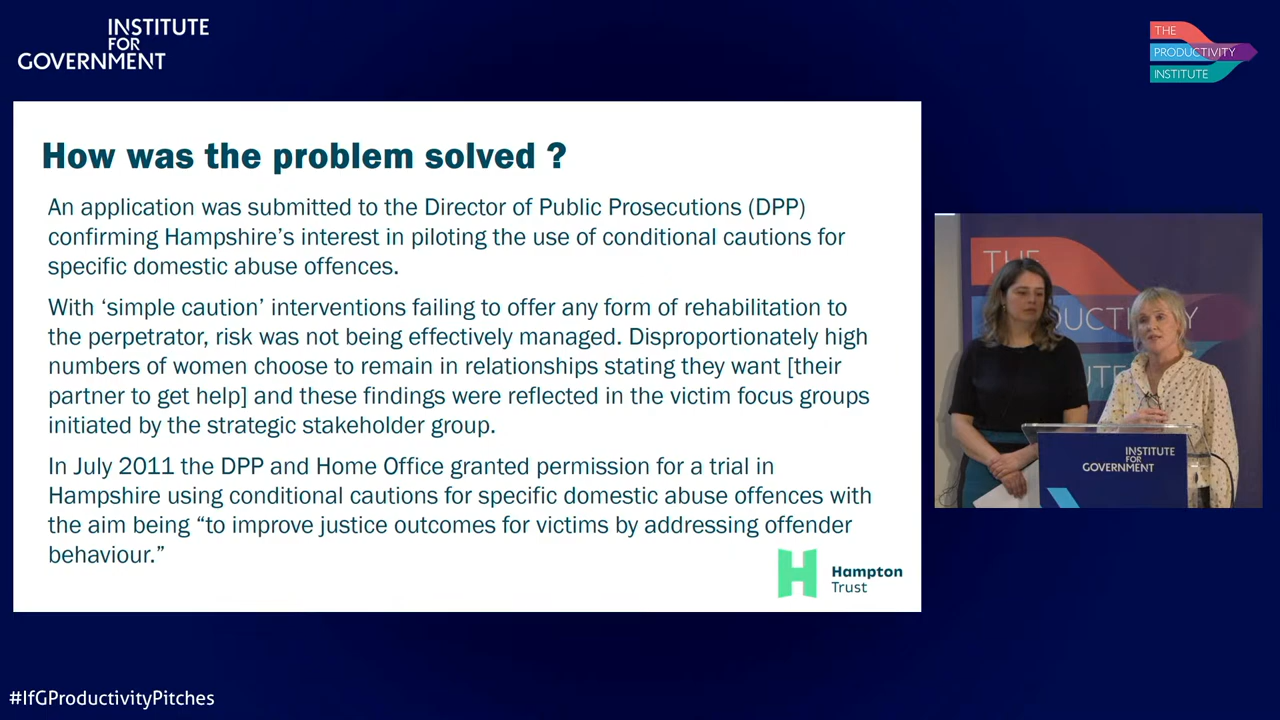 INSTITUTE
FOR
GOVERNMENT
THE
PRODUCTIVITY
INSTITUTE
How was the problem solved ?
An application was submitted to the Director of Public Prosecutions (DPP)
confirming Hampshire’s interest in piloting the use of conditional cautions for
specific domestic abuse offences.
With ‘simple caution’ interventions failing to offer any form of rehabilitation to
the perpetrator, risk was not being effectively managed. Disproportionately high
numbers of women choose to remain in relationships stating they want [their
partner to get help] and these findings were reflected in the victim focus groups
initiated by the strategic stakeholder group.
In July 2011 the DPP and Home Office granted permission for a trial in
Hampshire using conditional cautions for specific domestic abuse offences with
the aim being “to improve justice outcomes for victims by addressing offender
behaviour.”
Hampton
Trust
THE
INSTITUTE
FOR
GOVERNMENT
#IfGProductivityPitches